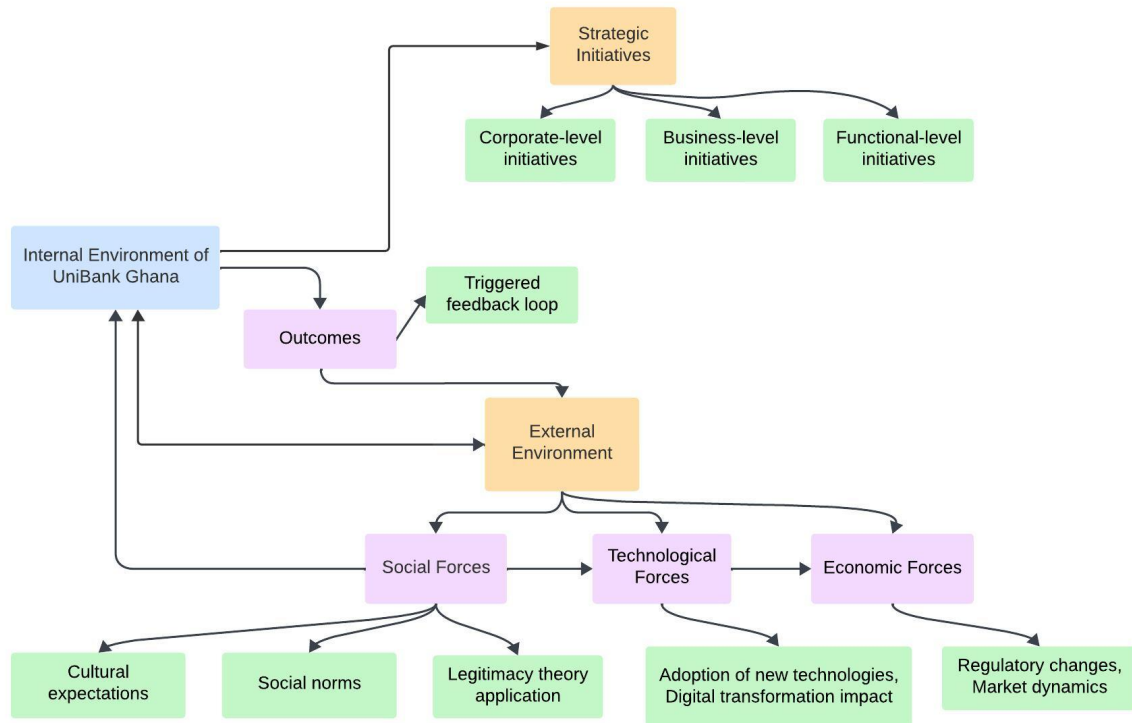 Strategic
Initiatives
Corporate-level
initiatives
Business-level
initiatives
Functional-level
initiatives
Internal Environment of
UniBank Ghana
Triggered
feedback loop
Outcomes
External
Environment
Social Forces
Technological
Forces
Economic Forces
Cultural
expectations
Social norms
Legitimacy theory
application
Adoption of new technologies,
Digital transformation impact
Regulatory changes,
Market dynamics